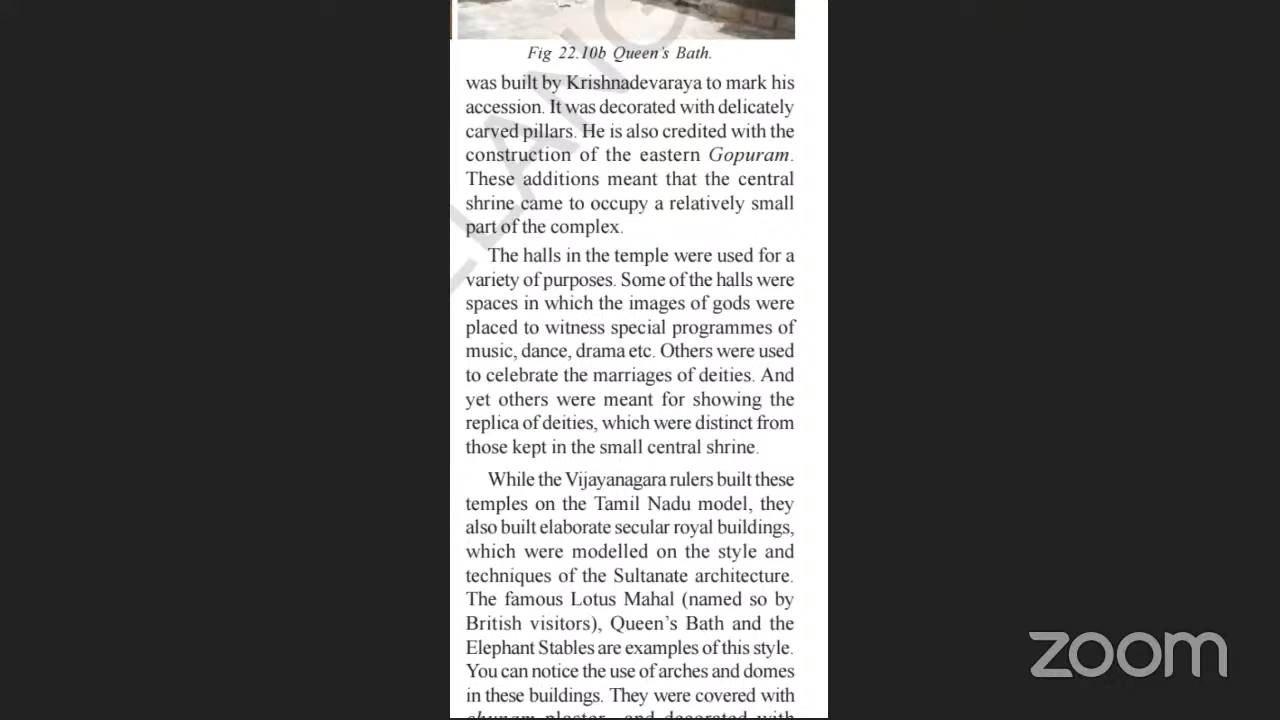 Fig 22.10b Queen's Bath.
was built by Krishnadevaraya to mark his
accession. It was decorated with delicately
carved pillars. He is also credited with the
construction of the eastern Gopuram.
These additions meant that the central
shrine came to occupy a relatively small
part of the complex.
The halls in the temple were used for a
variety of purposes. Some of the halls were
spaces in which the images of gods were
placed to witness special programmes of
music, dance, drama etc. Others were used
to celebrate the marriages of deities. And
yet others were meant for showing the
replica of deities, which were distinct from
those kept in the small central shrine.
While the Vijayanagara rulers built these
temples on the Tamil Nadu model, they
also built elaborate secular royal buildings,
which were modelled on the style and
techniques of the Sultanate architecture.
The famous Lotus Mahal (named so by
British visitors), Queen's Bath and the
Elephant Stables are examples of this style.
You can notice the use of arches and domes
in these buildings. They were covered with
chunam plaster and decorated with
zoom